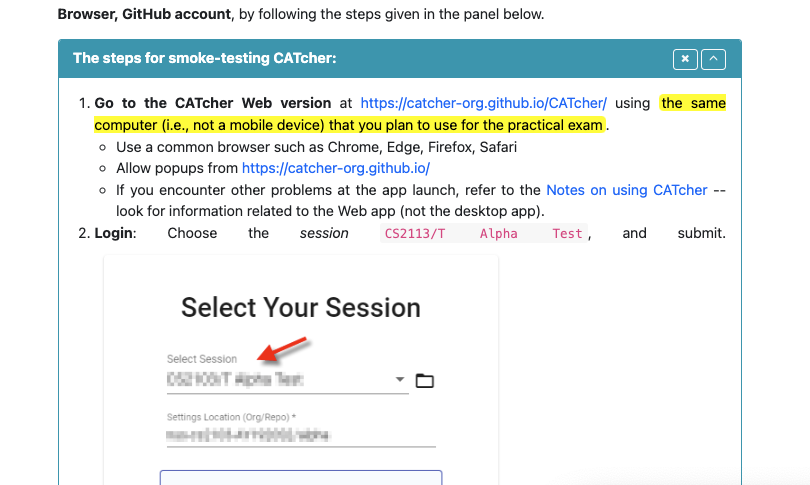 Browser, GitHub account, by following the steps given in the panel below.
The steps for smoke-testing CATcher:
1. Go to the CATcher Web version at https://catcher-org.github.io/CATcher/ using the same
computer (i.e., not a mobile device) that you plan to use for the practical exam.
Use a common browser such as Chrome, Edge, Firefox, Safari
Allow popups from https://catcher-org.github.io/
If you encounter other problems at the app launch, refer to the Notes on using CATcher --
look for information related to the Web app (not the desktop app).
2. Login: Choose the session CS2113/T Alpha Test, and submit.
Select Your Session
Select Session
Settings Location (Org/Repo) *